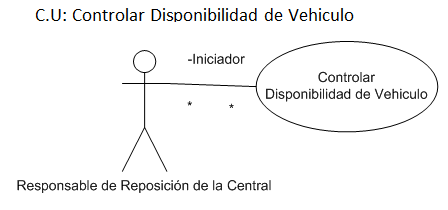 C.U: Controlar Disponibilidad de Vehiculo
-Iniciador
Controlar
Disponibilidad de Vehiculo
* *
Responsable de Reposición de la Central